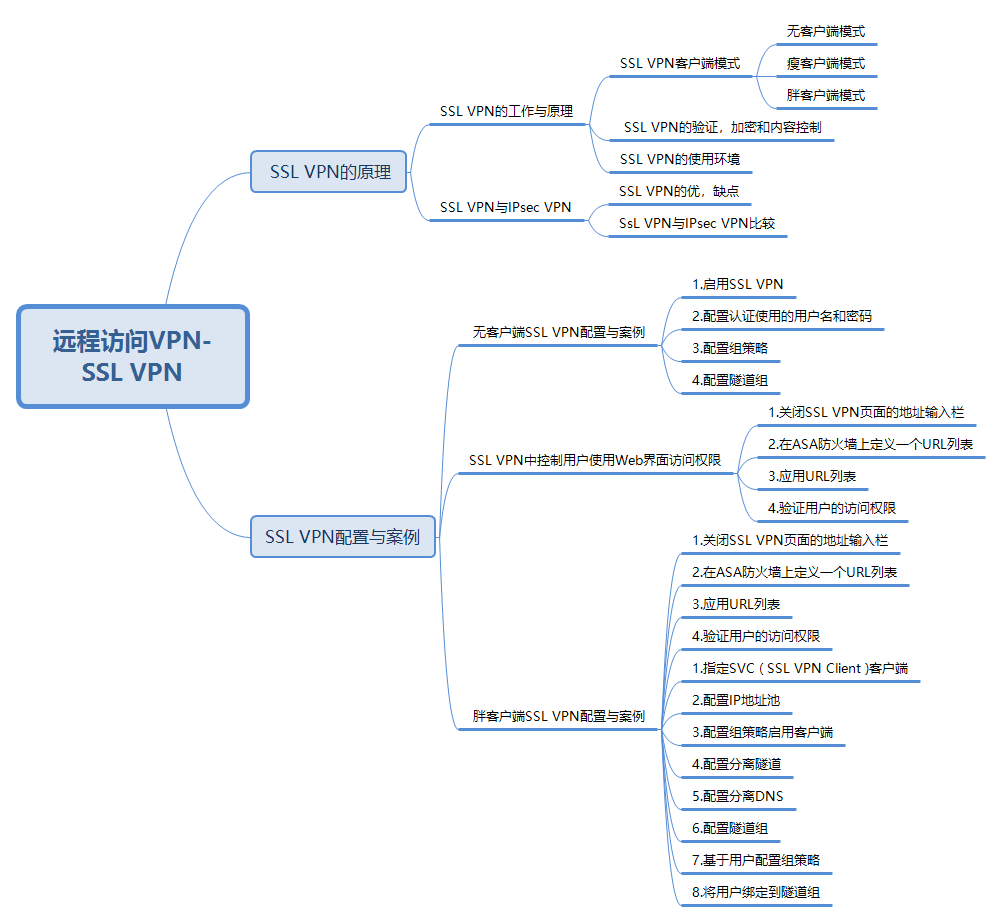 远程访问VPN-
SSL VPN
SSL VPN的原理
SSL VPN的工作与原理
SSL VPN客户端模式
无客户端模式
瘦客户端模式
胖客户端模式
SSL VPN的验证，加密和内容控制
SSL VPN的使用环境
SSL VPN与IPsec VPN
SSL VPN的优，缺点
SsL VPN与IPsec VPN比较
SSL VPN配置与案例
无客户端SSL VPN配置与案例
1.启用SSL VPN
2.配置认证使用的用户名和密码
3.配置组策略
4.配置隧道组
SSL VPN中控制用户使用Web界面访问权限
1.关闭SSL VPN页面的地址输入栏
2.在ASA防火墙上定义一个URL列表
3.应用URL列表
4.验证用户的访问权限
胖客户端SSL VPN配置与案例
1.关闭SSL VPN页面的地址输入栏
2.在ASA防火墙上定义一个URL列表
3.应用URL列表
4.验证用户的访问权限
1.指定SVC ( SSL VPN Client )客户端
2.配置IP地址池
3.配置组策略启用客户端
4.配置分离隧道
5.配置分离DNS
6.配置隧道组
7.基于用户配置组策略
8.将用户绑定到隧道组